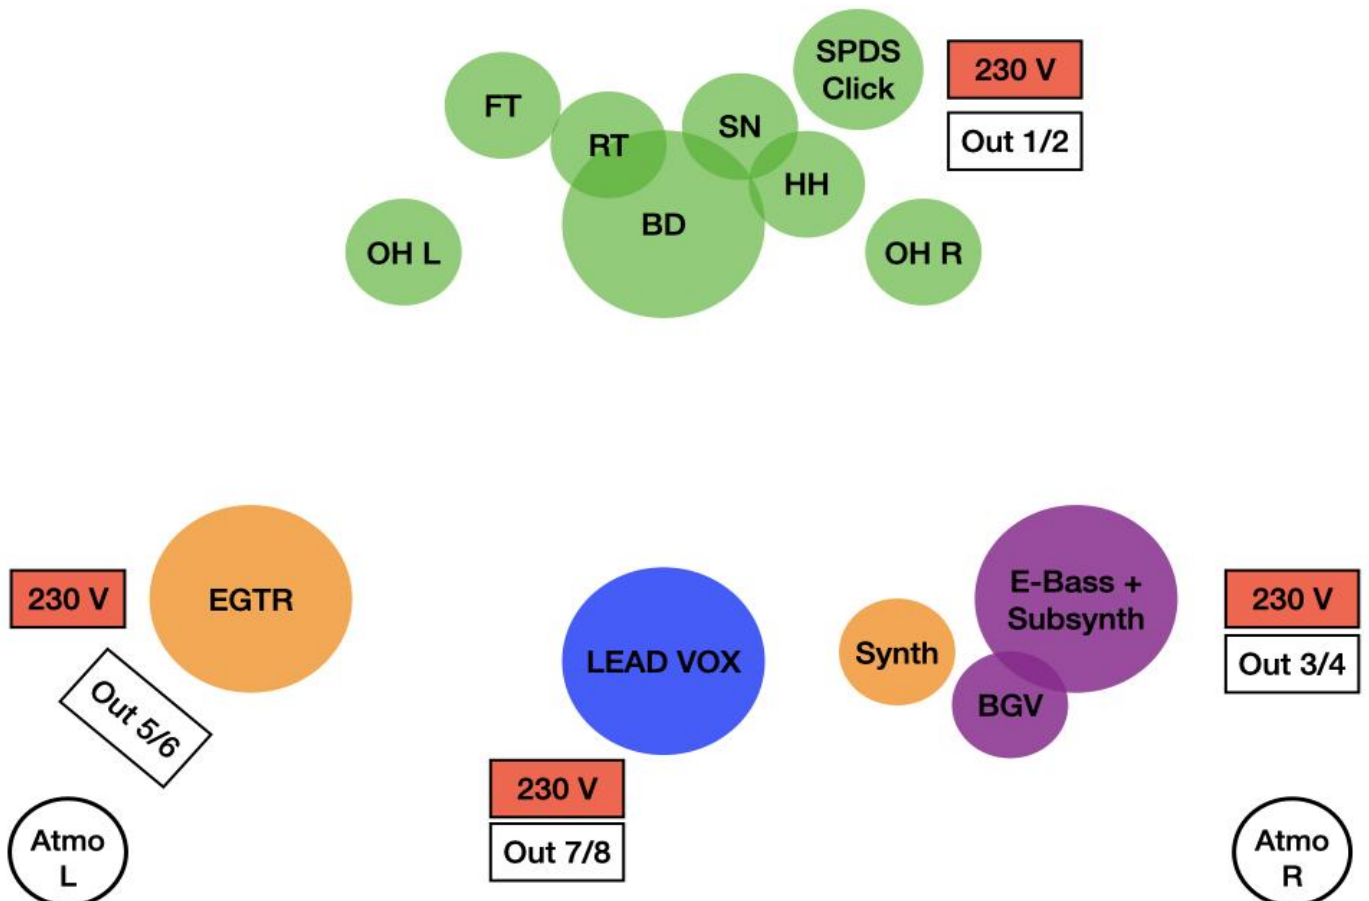 SPDS
Click
230 V
FT
SN
RT
Out 1/2
HH
BD
OH L
OH R
E-Bass +
Subsynth
230 V
EGTR
230 V
LEAD VOX
Synth
Out 3/4
BGV
Out 5/6
230 V
Out 7/8
Atmo
L
Atmo
R